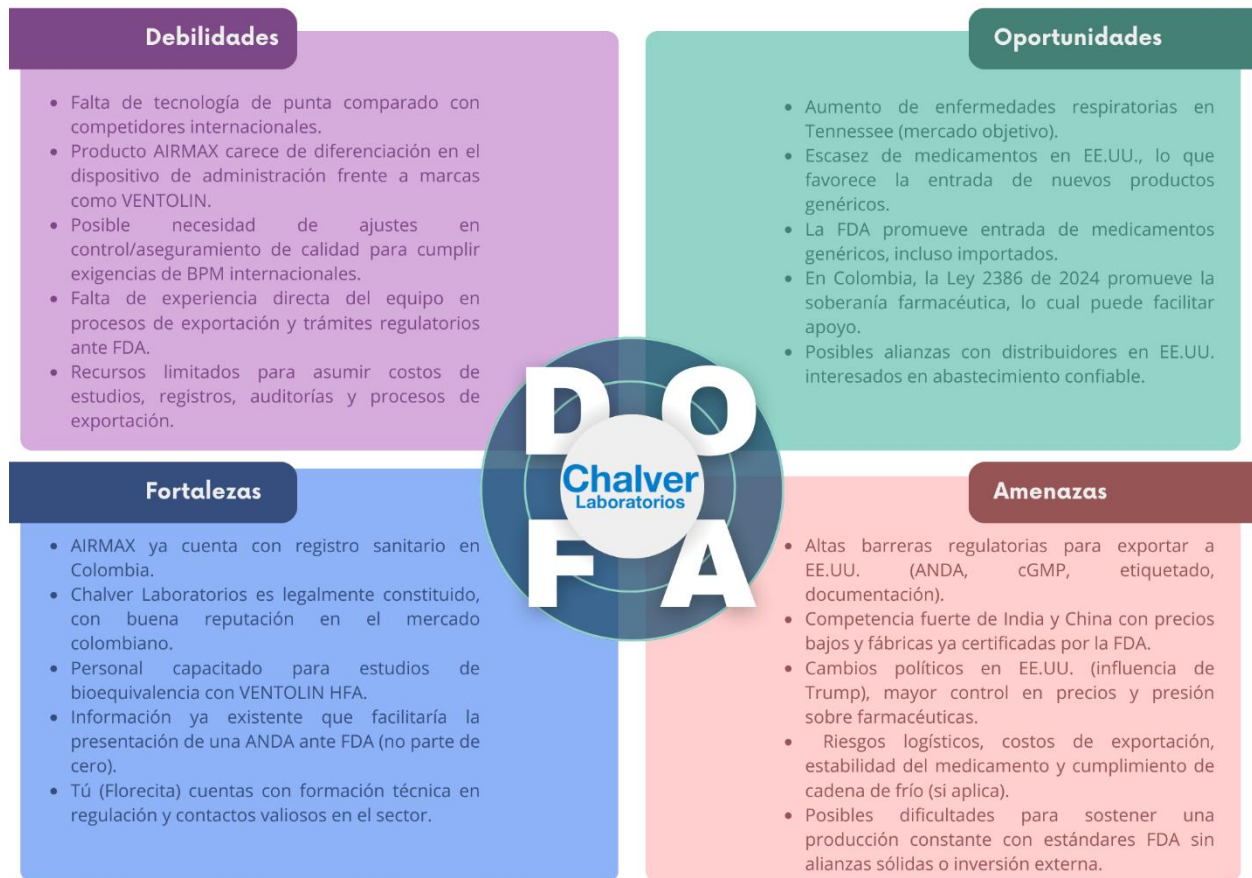 Debilidades
• Falta de tecnología de punta comparado con
competidores internacionales.
• Producto AIRMAX carece de diferenciación en el
dispositivo de administración frente a marcas
como VENTOLIN.
• Posible necesidad de ajustes en
control/aseguramiento de calidad para cumplir
exigencias de BPM internacionales.
• Falta de experiencia directa del equipo en
procesos de exportación y trámites regulatorios
ante FDA.
• Recursos limitados para asumir costos de
estudios, registros, auditorías y procesos de
exportación.
Oportunidades
• Aumento de enfermedades respiratorias en
Tennessee (mercado objetivo).
• Escasez de medicamentos en EE.UU., lo que
favorece la entrada de nuevos productos
genéricos.
• La FDA promueve entrada de medicamentos
genéricos, incluso importados.
• En Colombia, la Ley 2386 de 2024 promueve la
soberanía farmacéutica, lo cual puede facilitar
apoyo.
• Posibles alianzas con distribuidores en EE.UU.
interesados en abastecimiento confiable.
D O
Chalver
Laboratorios
F A
Fortalezas
• AIRMAX ya cuenta con registro sanitario en
Colombia.
• Chalver Laboratorios es legalmente constituido,
con buena reputación en el mercado
colombiano.
• Personal capacitado para estudios de
bioequivalencia con VENTOLIN HFA.
• Información ya existente que facilitaría la
presentación de una ANDA ante FDA (no parte de
cero).
• Tú (Florecita) cuentas con formación técnica en
regulación y contactos valiosos en el sector.
Amenazas
• Altas barreras regulatorias para exportar a
EE.UU. (ANDA, cGMP, etiquetado,
documentación).
• Competencia fuerte de India y China con precios
bajos y fábricas ya certificadas por la FDA.
• Cambios políticos en EE.UU. (influencia de
Trump), mayor control en precios y presión
sobre farmacéuticas.
• Riesgos logísticos, costos de exportación,
estabilidad del medicamento y cumplimiento de
cadena de frío (si aplica).
• Posibles dificultades para sostener una
producción constante con estándares FDA sin
alianzas sólidas o inversión externa.